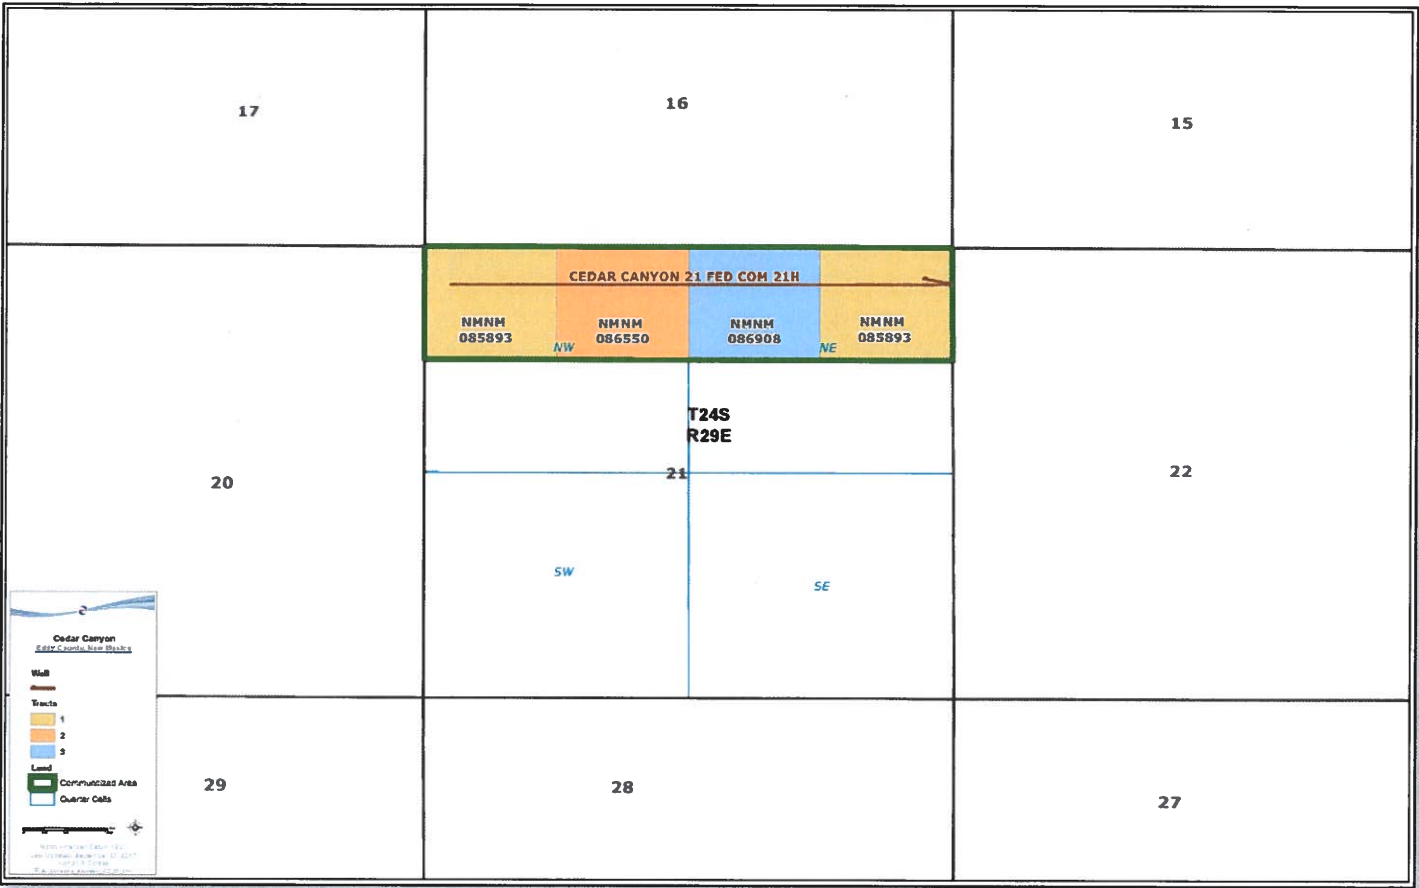 17
16
15
CEDAR CANYON 21 FED COM 21H
NMNM
085893
NMNM
086550
NMNM
086908
NMNM
085893
NW
NE
T24S
R29E
20
21
22
SW
SE
Cedar Canyon
Eddy County, New Mexico
Well
Tracts
1
2
3
Land
Communitized Area
Quarter Calls
29
28
27